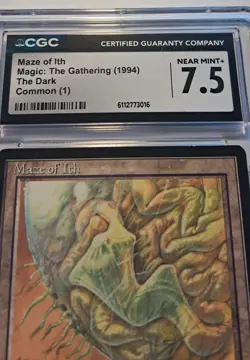 CGC
CERTIFIED GUARANTY COMPANY
Maze of Ith
Magic: The Gathering (1994)
The Dark
Common (1)
NEAR MINT+
7.5
6112773016
Maze of Ith